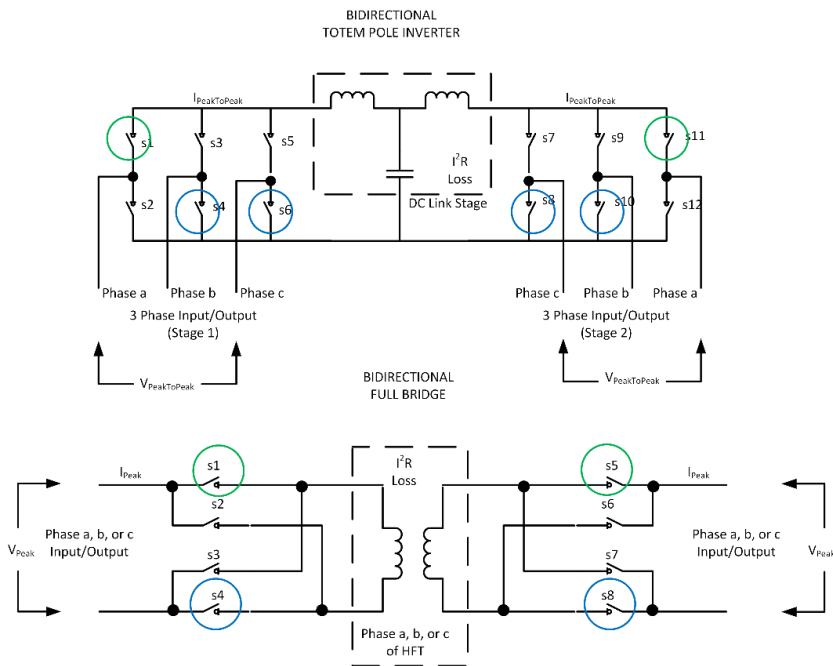 BIDIRECTIONAL
TOTEM POLE INVERTER
IPeakToPeak
IPeakToPeak
s1
s3
s5
s7
s9
s11
I²R
Loss
s2
s4
s6
DC Link Stage
s8
s10
s12
Phase a
Phase b
Phase c
Phase c
Phase b
Phase a
3 Phase Input/Output
(Stage 1)
3 Phase Input/Output
(Stage 2)
VPeakToPeak
VPeakToPeak
BIDIRECTIONAL
FULL BRIDGE
I²R
Loss
IPeak
s1
s5
IPeak
s2
s6
Phase a, b, or c
Input/Output
Phase a, b, or c
Input/Output
VPeak
VPeak
s3
s7
s4
s8
Phase a, b, or c
of HFT